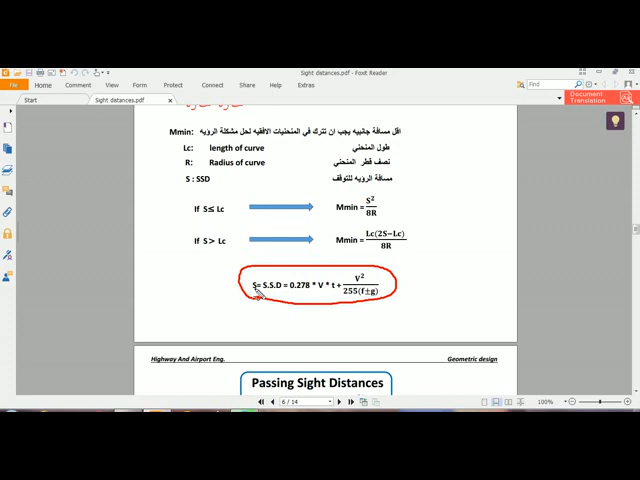 Sight distances.pdf - Foxit Reader
File Home Comment View Form Protect Connect Share Help Extras
Find
Start Sight distances.pdf
Document Translation
Mmin: اقل مسافة جانبيه يجب ان تترك في المنحنيات الافقيه لحل مشكلة الرؤيه
Lc: length of curve طول المنحني
R: Radius of curve نصف قطر المنحني
S : SSD مسافة الرؤيه للتوقف
If S≤ Lc Mmin = S²/8R
If S> Lc Mmin = Lc(2S−Lc)/8R
S= S.S.D = 0.278 * V * t + V²/255(f±g)
Highway And Airport Eng. Geometric design
Passing Sight Distances
6 / 14 100%